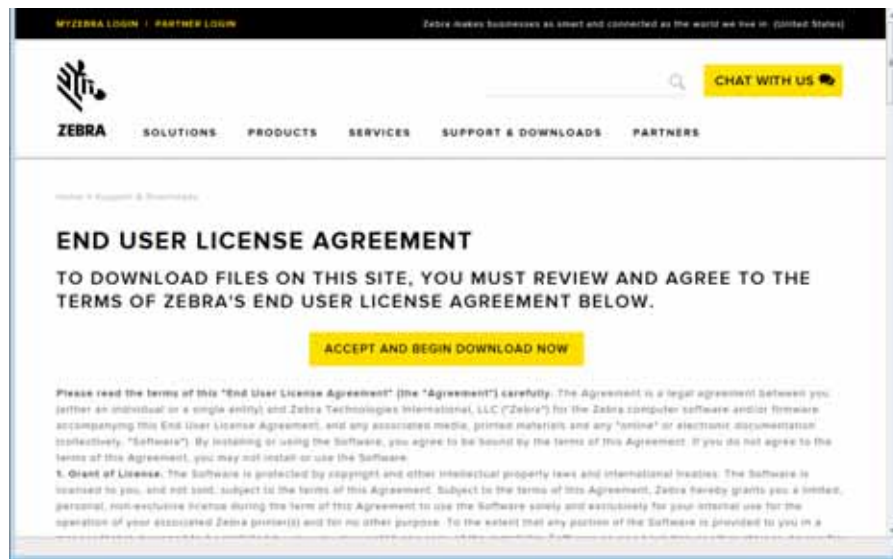 MYZEBRA LOGIN | PARTNER LOGIN
Zebra makes businesses as smart and connected as the world we live in (United States)
CHAT WITH US
ZEBRA
SOLUTIONS PRODUCTS SERVICES SUPPORT & DOWNLOADS PARTNERS
Home > Support & Downloads
END USER LICENSE AGREEMENT
TO DOWNLOAD FILES ON THIS SITE, YOU MUST REVIEW AND AGREE TO THE
TERMS OF ZEBRA'S END USER LICENSE AGREEMENT BELOW.
ACCEPT AND BEGIN DOWNLOAD NOW
Please read the terms of this "End User License Agreement" (the "Agreement") carefully. The Agreement is a legal agreement between you
(either an individual or a single entity) and Zebra Technologies International, LLC ("Zebra") for the Zebra computer software and/or firmware
accompanying this End User License Agreement, and any associated media, printed materials and any "online" or electronic documentation
(collectively, "Software"). By installing or using the Software, you agree to be bound by the terms of this Agreement. If you do not agree to the
terms of this Agreement, you may not install or use the Software.
1. Grant of License. The Software is protected by copyright and other intellectual property laws and international treaties. The Software is
licensed to you, and not sold, subject to the terms of this Agreement. Subject to the terms of this Agreement, Zebra hereby grants you a limited,
personal, non-exclusive license during the term of this Agreement to use the Software solely and exclusively for your internal use for the
operation of your associated Zebra printer(s) and for no other purpose. To the extent that any portion of the Software is provided to you in a